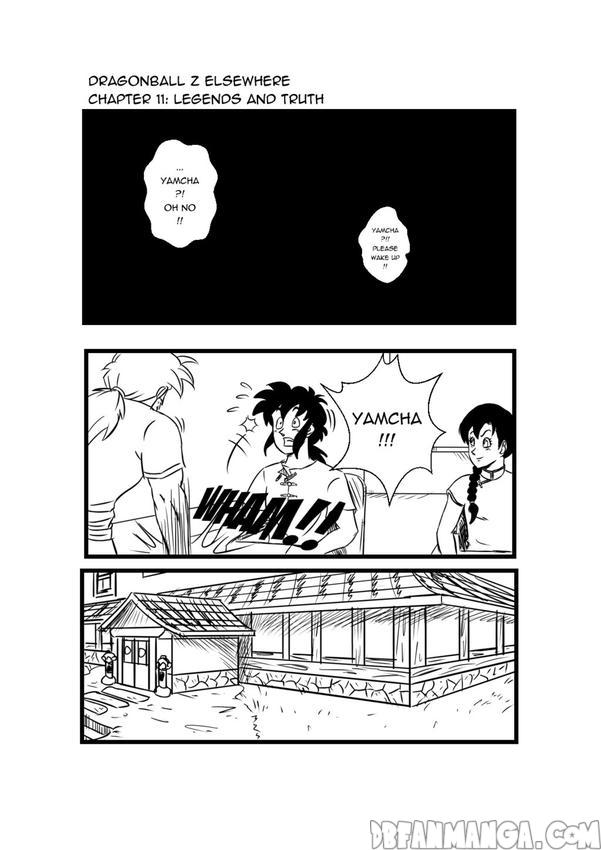 DRAGONBALL Z ELSEWHERE
CHAPTER 11: LEGENDS AND TRUTH
...
YAMCHA
?!
OH NO
!!
YAMCHA
?!!
PLEASE
WAKE UP
!!
YAMCHA
!!!
WHAM!!
DBFANMANGA.COM